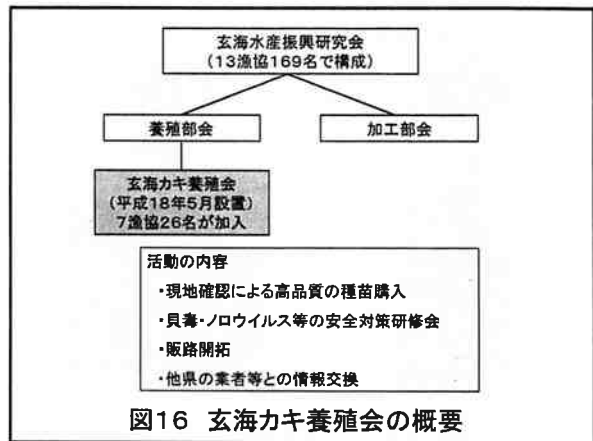 玄海水産振興研究会
(13漁協169名で構成)
養殖部会
加工部会
玄海カキ養殖会
(平成18年5月設置)
7漁協26名が加入
活動の内容
・現地確認による高品質の種苗購入
・貝毒・ノロウイルス等の安全対策研修会
・販路開拓
・他県の業者等との情報交換
図16 玄海カキ養殖会の概要